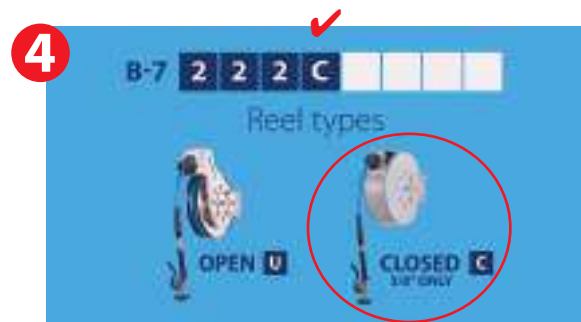 4
B-7 2 2 2 C
Reel types
OPEN U
CLOSED C
3/8" ONLY